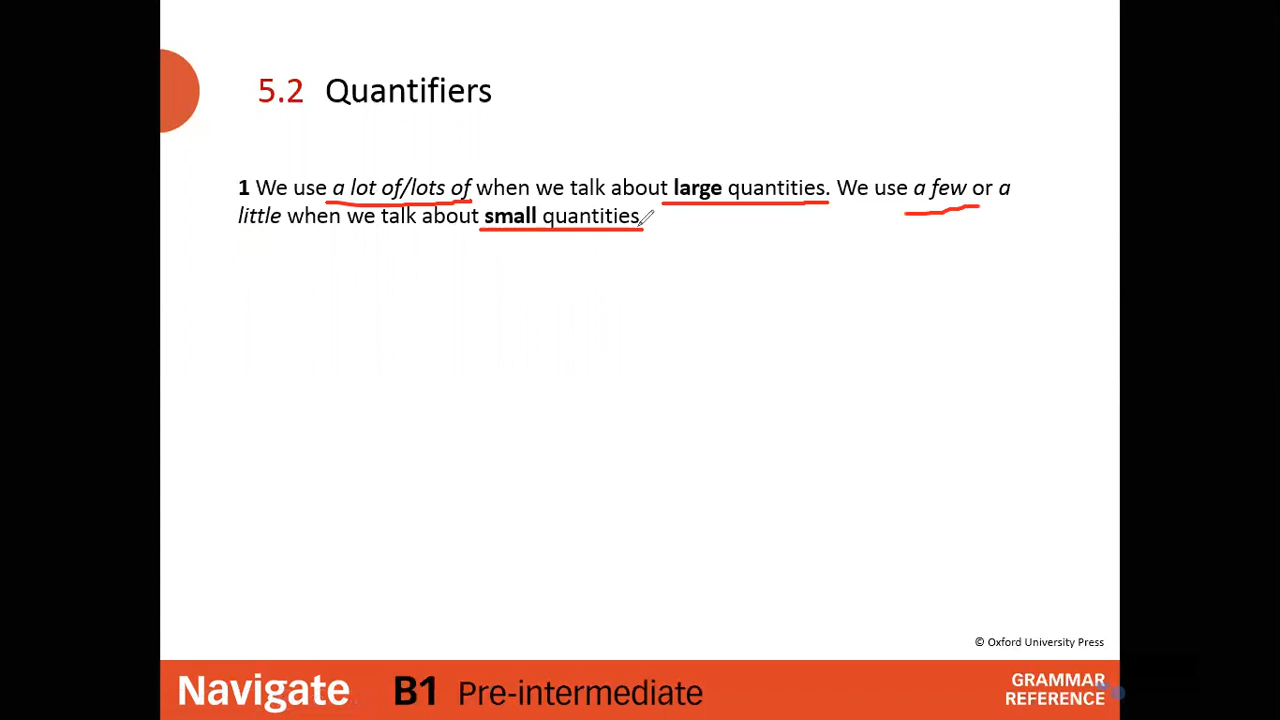 5.2 Quantifiers
1 We use a lot of/lots of when we talk about large quantities. We use a few or a
little when we talk about small quantities.
© Oxford University Press
Navigate B1 Pre-intermediate
GRAMMAR
REFERENCE